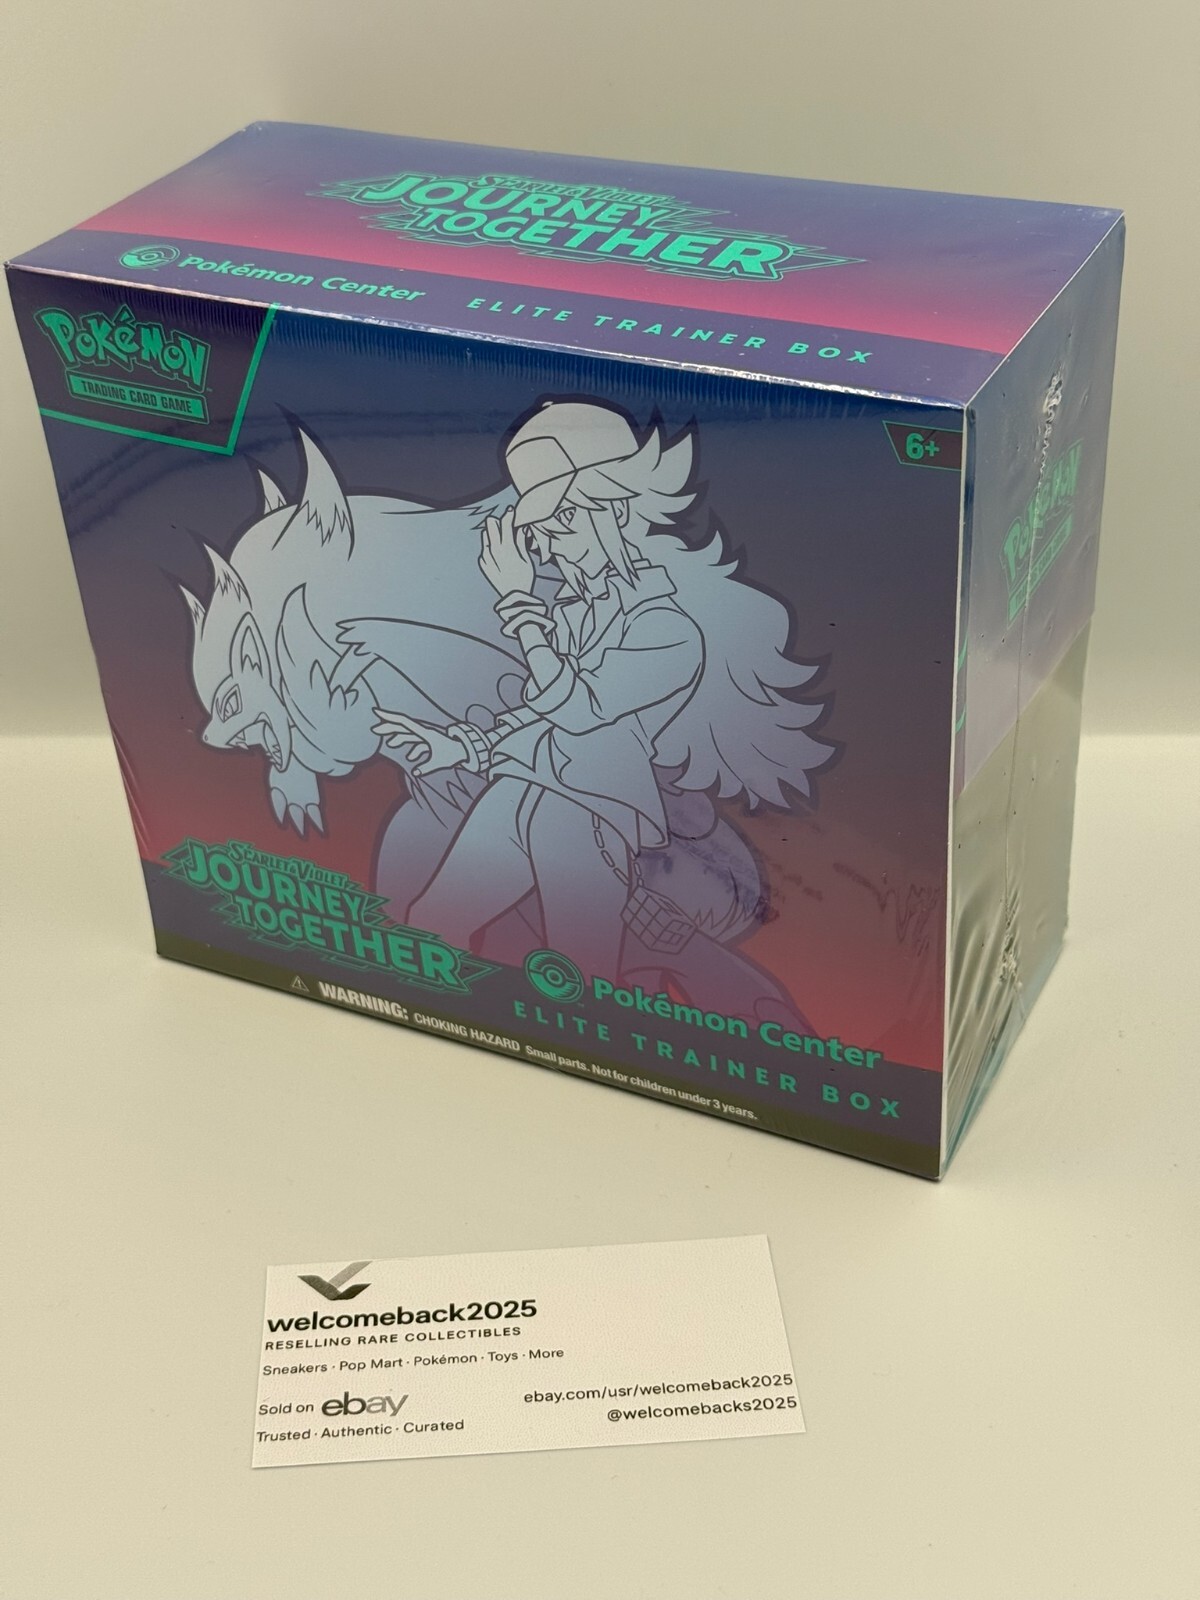 SCARLET & VIOLET
JOURNEY
TOGETHER
Pokémon Center ELITE TRAINER BOX
POKéMON
TRADING CARD GAME
6+
POKéMON
SCARLET & VIOLET
JOURNEY
TOGETHER
Pokémon Center
ELITE TRAINER BOX
WARNING: CHOKING HAZARD Small parts. Not for children under 3 years.
welcomeback2025
RESELLING RARE COLLECTIBLES
Sneakers · Pop Mart · Pokémon · Toys · More
Sold on ebay
Trusted · Authentic · Curated
ebay.com/usr/welcomeback2025
@welcomebacks2025